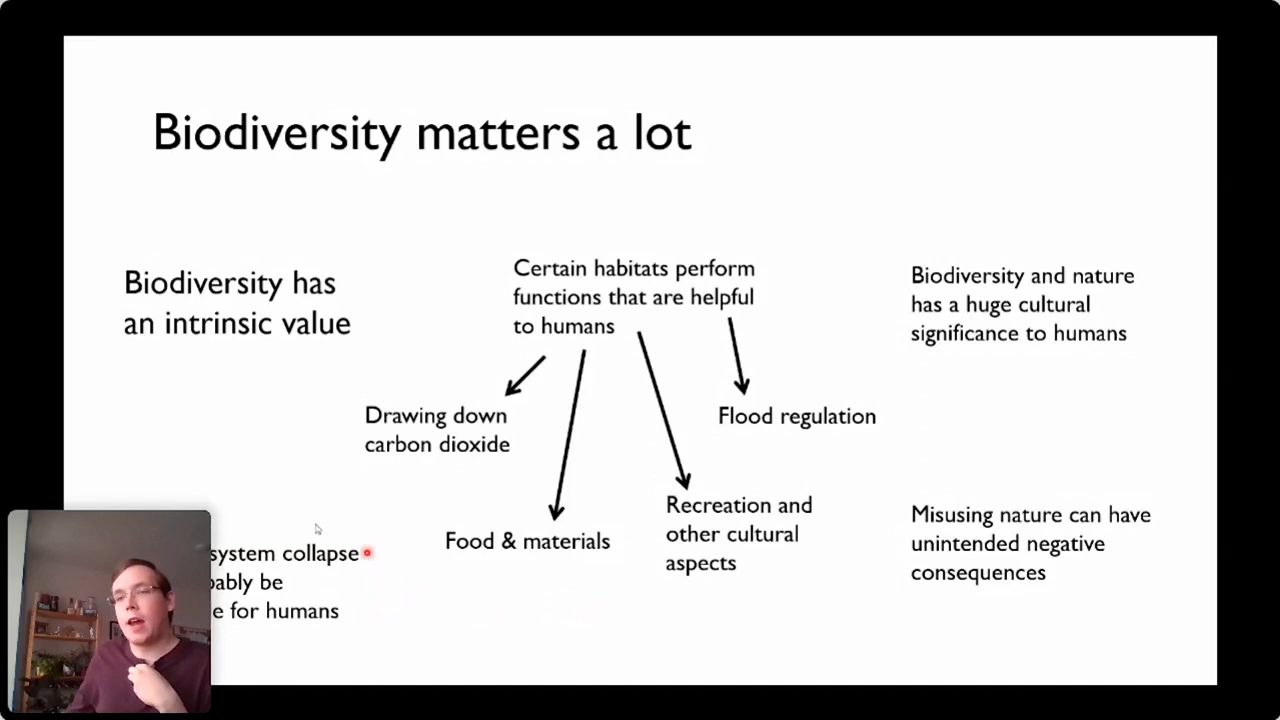 Biodiversity matters a lot
Biodiversity has
an intrinsic value
Certain habitats perform
functions that are helpful
to humans
Biodiversity and nature
has a huge cultural
significance to humans
Drawing down
carbon dioxide
Flood regulation
Food & materials
Recreation and
other cultural
aspects
Misusing nature can have
unintended negative
consequences
system collapse
be
for humans